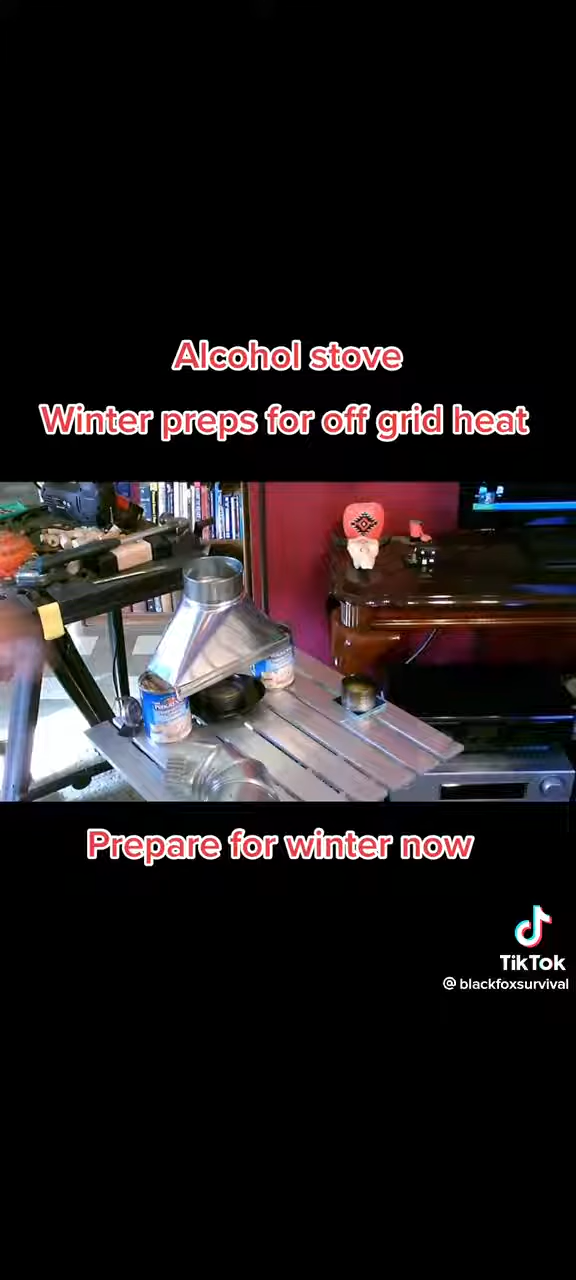 Alcohol stove
Winter preps for off grid heat
Prepare for winter now
TikTok
@ blackfoxsurvival